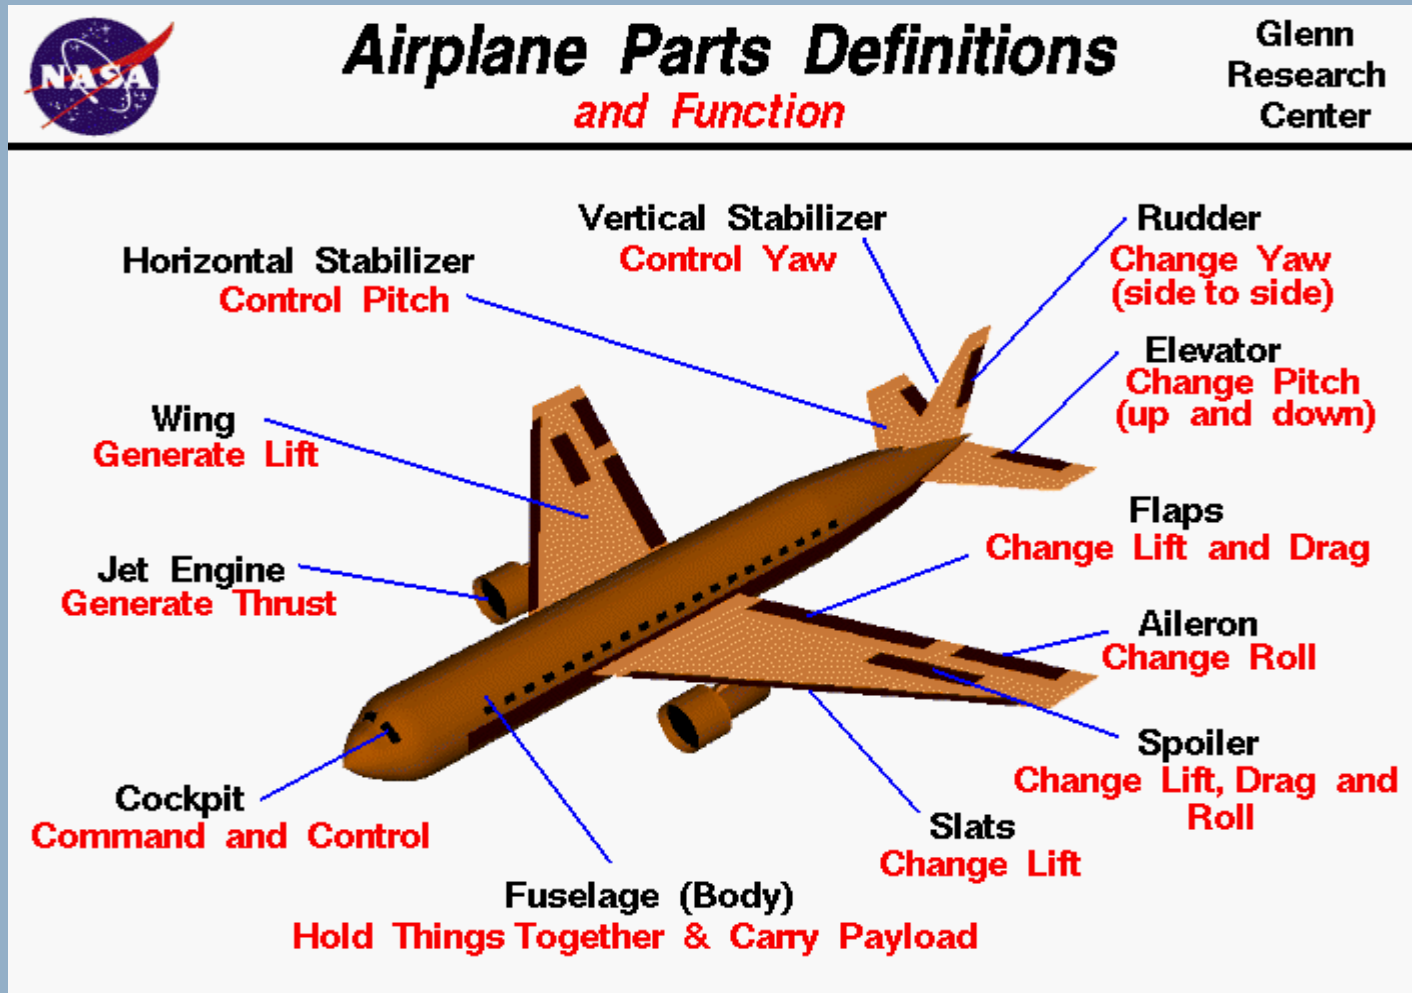 NASA
Airplane Parts Definitions
and Function
Glenn
Research
Center
Vertical Stabilizer
Control Yaw
Rudder
Change Yaw
(side to side)
Horizontal Stabilizer
Control Pitch
Elevator
Change Pitch
(up and down)
Wing
Generate Lift
Flaps
Change Lift and Drag
Jet Engine
Generate Thrust
Aileron
Change Roll
Spoiler
Change Lift, Drag and
Roll
Cockpit
Command and Control
Slats
Change Lift
Fuselage (Body)
Hold Things Together & Carry Payload